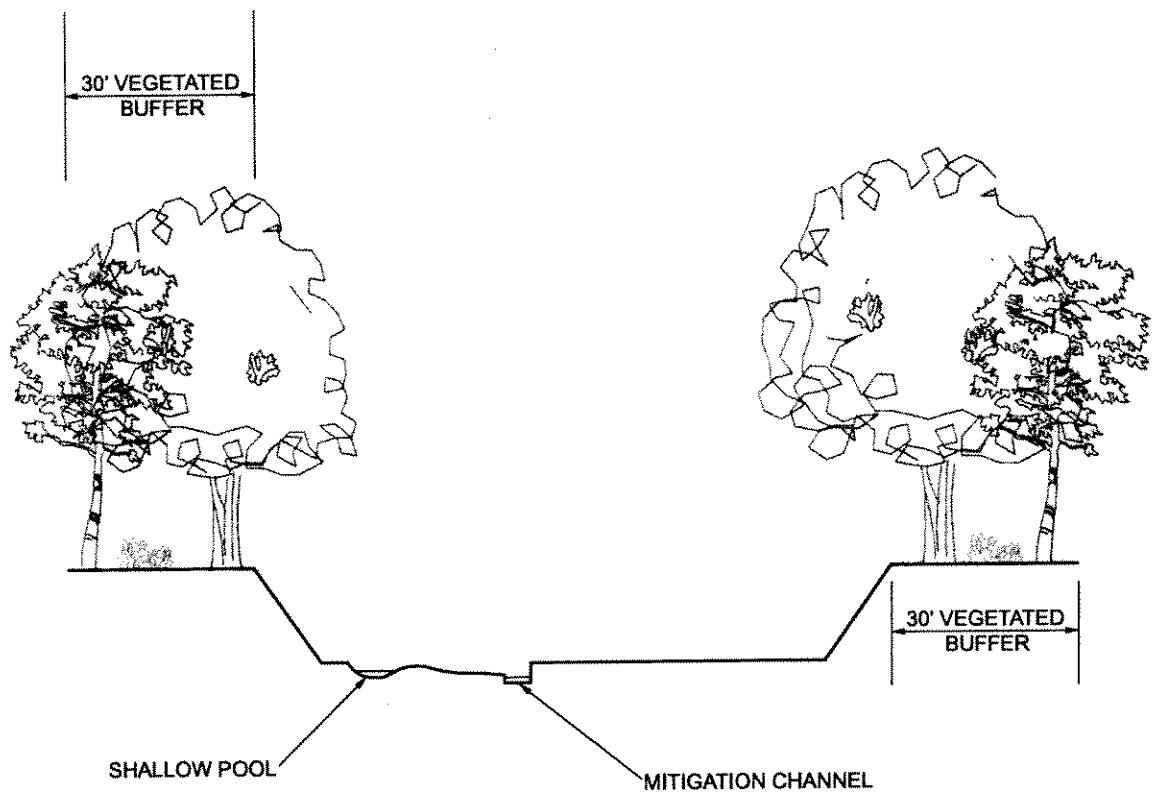 30' VEGETATED
BUFFER
30' VEGETATED
BUFFER
SHALLOW POOL
MITIGATION CHANNEL